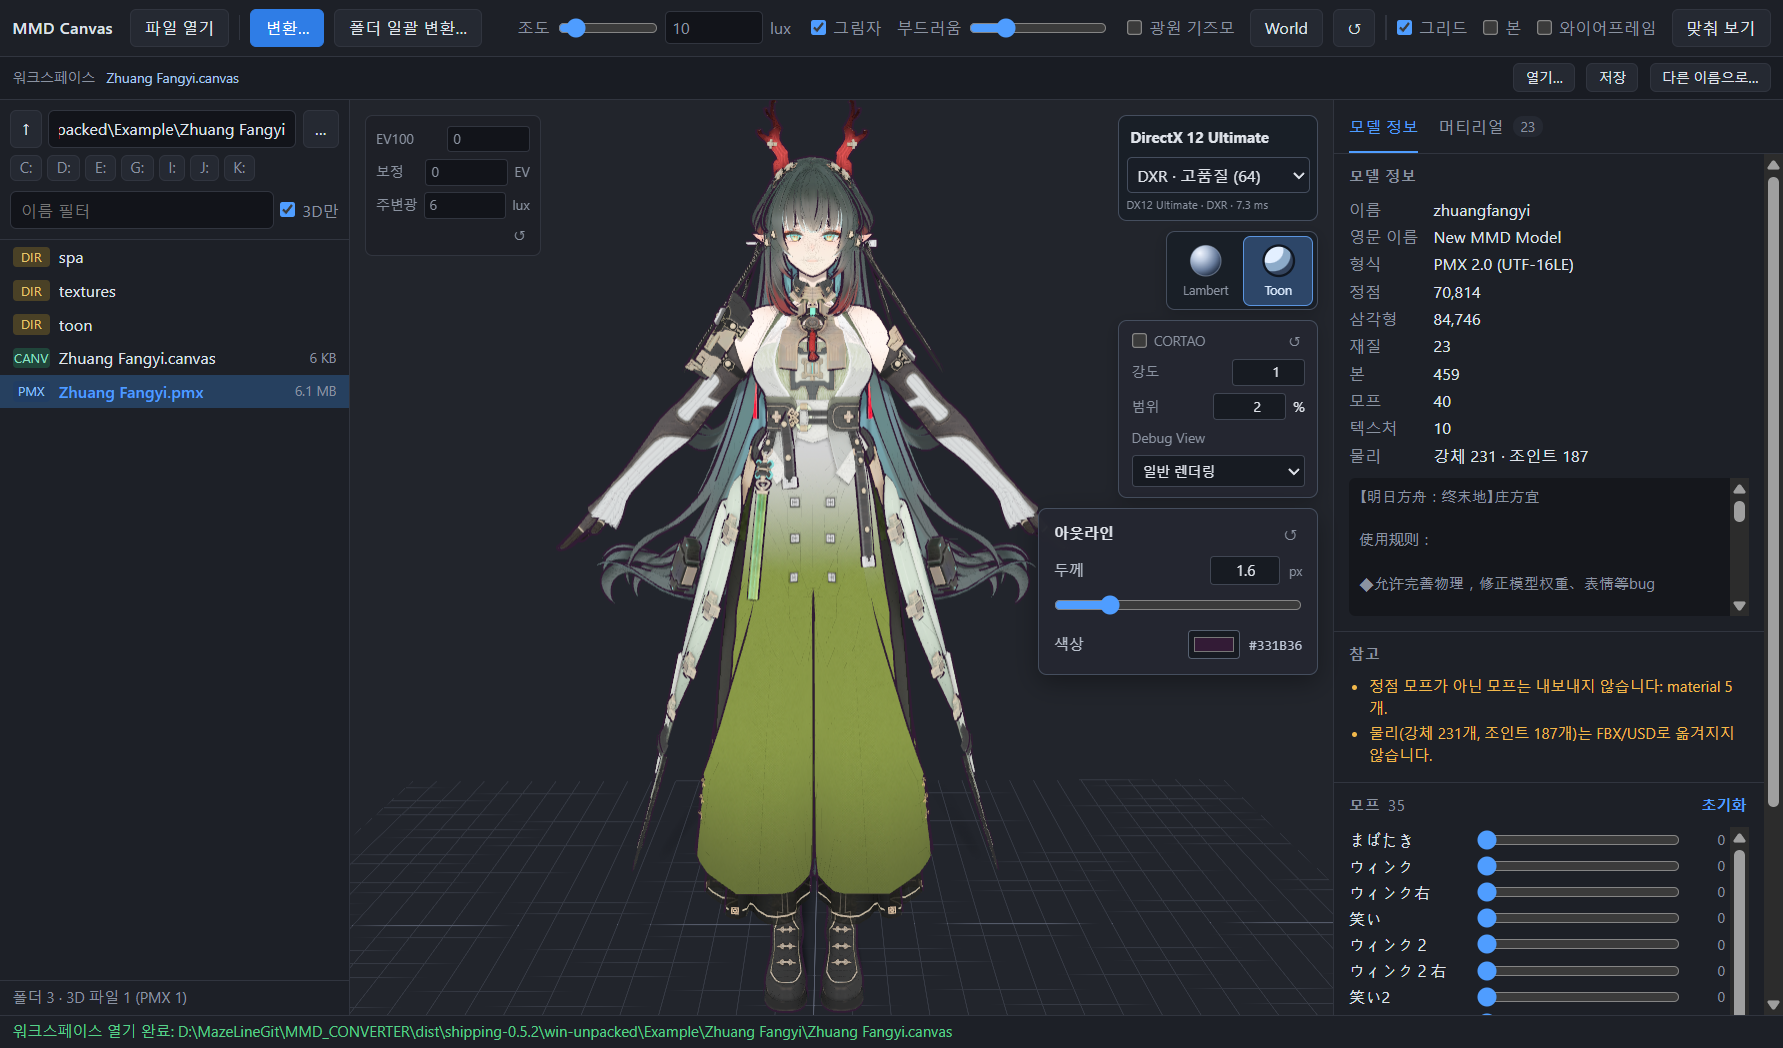 MMD Canvas 파일 열기 변환... 폴더 일괄 변환... 조도 10 lux 그림자 부드러움 광원 기즈모 World ↺ 그리드 본 와이어프레임 맞춰 보기
워크스페이스 Zhuang Fangyi.canvas 열기... 저장 다른 이름으로...
↑ packed\Example\Zhuang Fangyi ...
C: D: E: G: I: J: K:
이름 필터 3D만
DIR spa
DIR textures
DIR toon
CANV Zhuang Fangyi.canvas 6 KB
PMX Zhuang Fangyi.pmx 6.1 MB
폴더 3 · 3D 파일 1 (PMX 1)
EV100 0
보정 0 EV
주변광 6 lux
↺
DirectX 12 Ultimate
DXR · 고품질 (64)
DX12 Ultimate · DXR · 7.3 ms
Lambert Toon
CORTAO ↺
강도 1
범위 2 %
Debug View
일반 렌더링
아웃라인 ↺
두께 1.6 px
색상 #331B36
모델 정보 머티리얼 23
모델 정보
이름 zhuangfangyi
영문 이름 New MMD Model
형식 PMX 2.0 (UTF-16LE)
정점 70,814
삼각형 84,746
재질 23
본 459
모프 40
텍스처 10
물리 강체 231 · 조인트 187
【明日方舟：终末地】庄方宜
使用规则：
◆允许完善物理，修正模型权重、表情等bug
참고
• 정점 모프가 아닌 모프는 내보내지 않습니다: material 5
개.
• 물리(강체 231개, 조인트 187개)는 FBX/USD로 옮겨지지
않습니다.
모프 35 초기화
まばたき 0
ウィンク 0
ウィンク右 0
笑い 0
ウィンク２ 0
ウィンク２右 0
笑い2 0
워크스페이스 열기 완료: D:\MazeLineGit\MMD_CONVERTER\dist\shipping-0.5.2\win-unpacked\Example\Zhuang Fangyi\Zhuang Fangyi.canvas